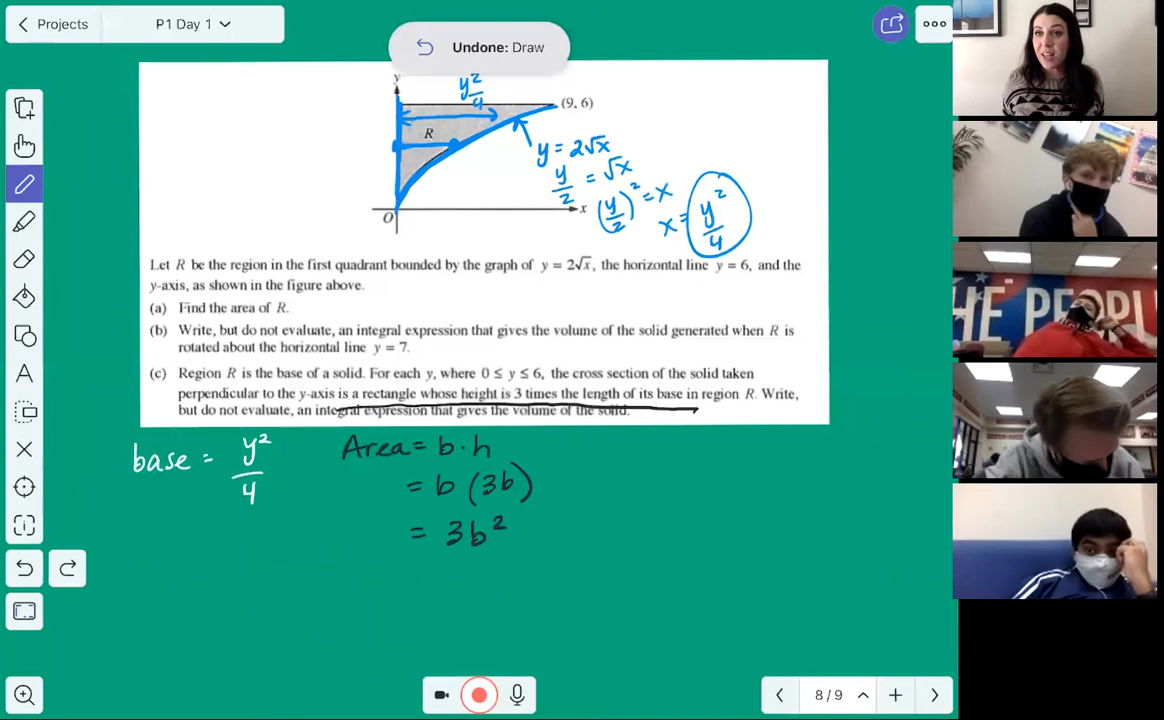 Projects
P1 Day 1
Undone: Draw
y
y²/4
(9, 6)
R
y = 2√x
y/2 = √x
(y/2)² = x
x = y²/4
O
x
Let R be the region in the first quadrant bounded by the graph of y = 2√x, the horizontal line y = 6, and the
y-axis, as shown in the figure above.
(a) Find the area of R.
(b) Write, but do not evaluate, an integral expression that gives the volume of the solid generated when R is
rotated about the horizontal line y = 7.
(c) Region R is the base of a solid. For each y, where 0 ≤ y ≤ 6, the cross section of the solid taken
perpendicular to the y-axis is a rectangle whose height is 3 times the length of its base in region R. Write,
but do not evaluate, an integral expression that gives the volume of the solid.
base = y²/4
Area = b · h
= b (3b)
= 3b²
HE PEOPL
A
8 / 9